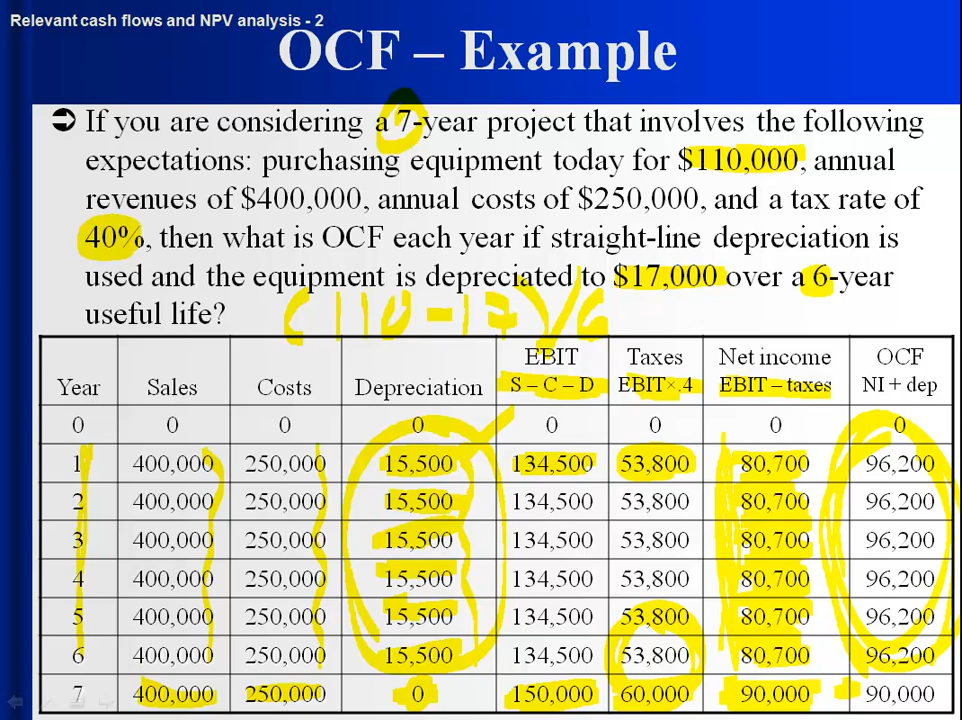 Relevant cash flows and NPV analysis - 2
OCF – Example
➲ If you are considering a 7-year project that involves the following
expectations: purchasing equipment today for $110,000, annual
revenues of $400,000, annual costs of $250,000, and a tax rate of
40%, then what is OCF each year if straight-line depreciation is
used and the equipment is depreciated to $17,000 over a 6-year
useful life?
(110 - 17)/6
Year Sales Costs Depreciation EBIT S – C – D Taxes EBIT×.4 Net income EBIT – taxes OCF NI + dep
0 0 0 0 0 0 0 0
1 400,000 250,000 15,500 134,500 53,800 80,700 96,200
2 400,000 250,000 15,500 134,500 53,800 80,700 96,200
3 400,000 250,000 15,500 134,500 53,800 80,700 96,200
4 400,000 250,000 15,500 134,500 53,800 80,700 96,200
5 400,000 250,000 15,500 134,500 53,800 80,700 96,200
6 400,000 250,000 15,500 134,500 53,800 80,700 96,200
7 400,000 250,000 0 150,000 60,000 90,000 90,000